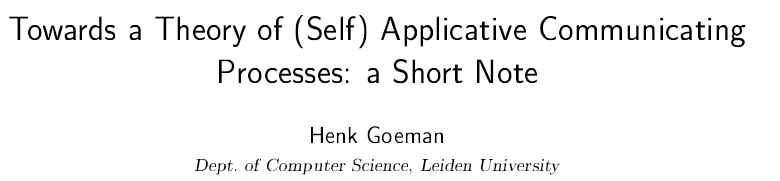 Towards a Theory of (Self) Applicative Communicating
Processes: a Short Note
Henk Goeman
Dept. of Computer Science, Leiden University